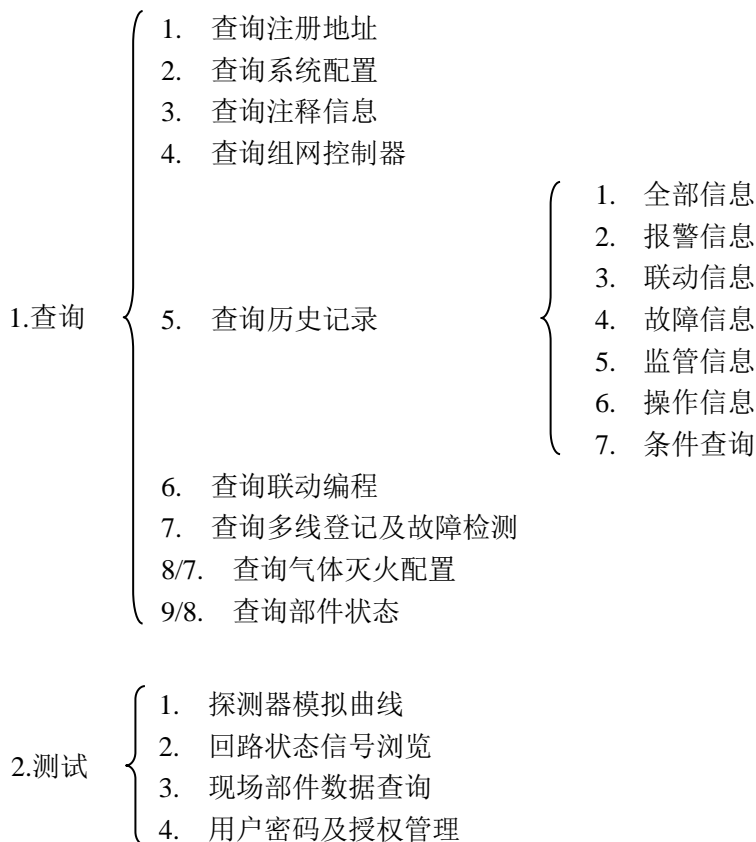 1. 查询注册地址
2. 查询系统配置
3. 查询注释信息
4. 查询组网控制器
1.查询
5. 查询历史记录
1. 全部信息
2. 报警信息
3. 联动信息
4. 故障信息
5. 监管信息
6. 操作信息
7. 条件查询
6. 查询联动编程
7. 查询多线登记及故障检测
8/7. 查询气体灭火配置
9/8. 查询部件状态
2.测试
1. 探测器模拟曲线
2. 回路状态信号浏览
3. 现场部件数据查询
4. 用户密码及授权管理